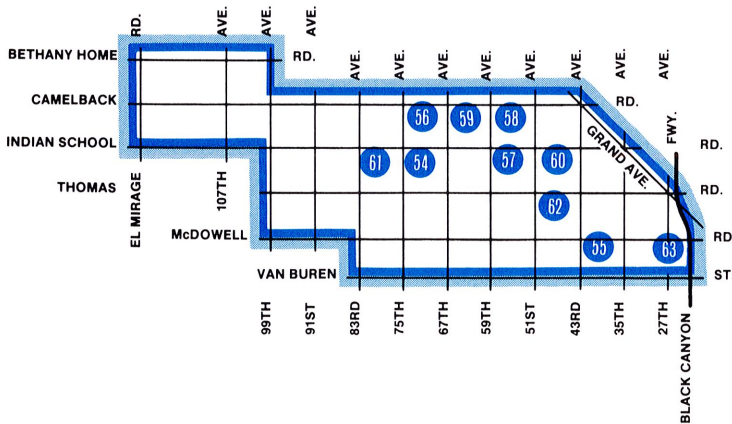 RD. AVE. AVE. AVE.
BETHANY HOME RD.
AVE. AVE. AVE. AVE. AVE. AVE. AVE. AVE.
CAMELBACK RD.
56 59 58
GRAND AVE.
FWY.
INDIAN SCHOOL RD.
61 54 57 60
THOMAS RD.
62
EL MIRAGE
107TH
McDOWELL RD
55 63
VAN BUREN ST
99TH 91ST 83RD 75TH 67TH 59TH 51ST 43RD 35TH 27TH
BLACK CANYON